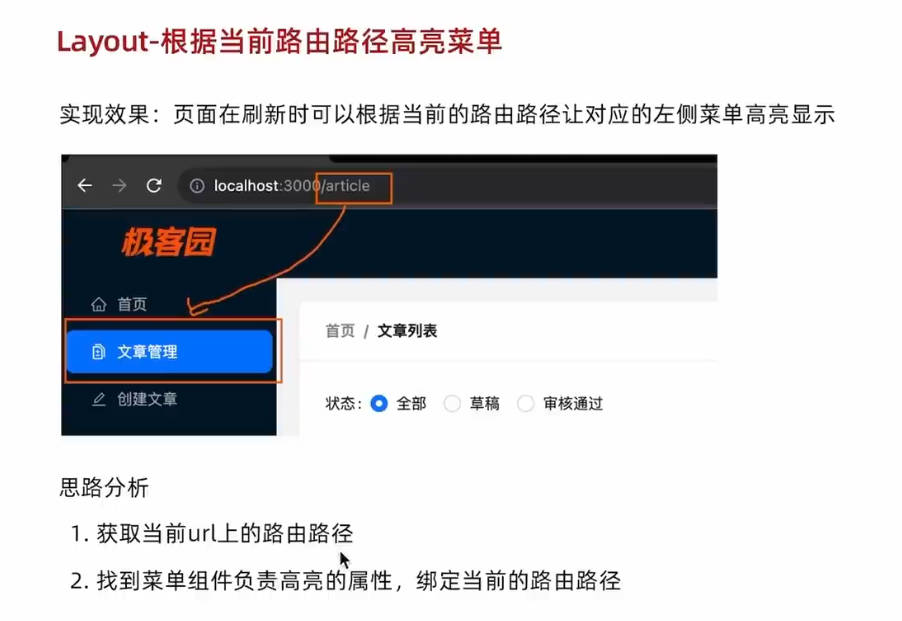 Layout-根据当前路由路径高亮菜单
实现效果：页面在刷新时可以根据当前的路由路径让对应的左侧菜单高亮显示
localhost:3000/article
极客园
首页
首页 / 文章列表
文章管理
创建文章
状态： 全部 草稿 审核通过
思路分析
1. 获取当前url上的路由路径
2. 找到菜单组件负责高亮的属性，绑定当前的路由路径